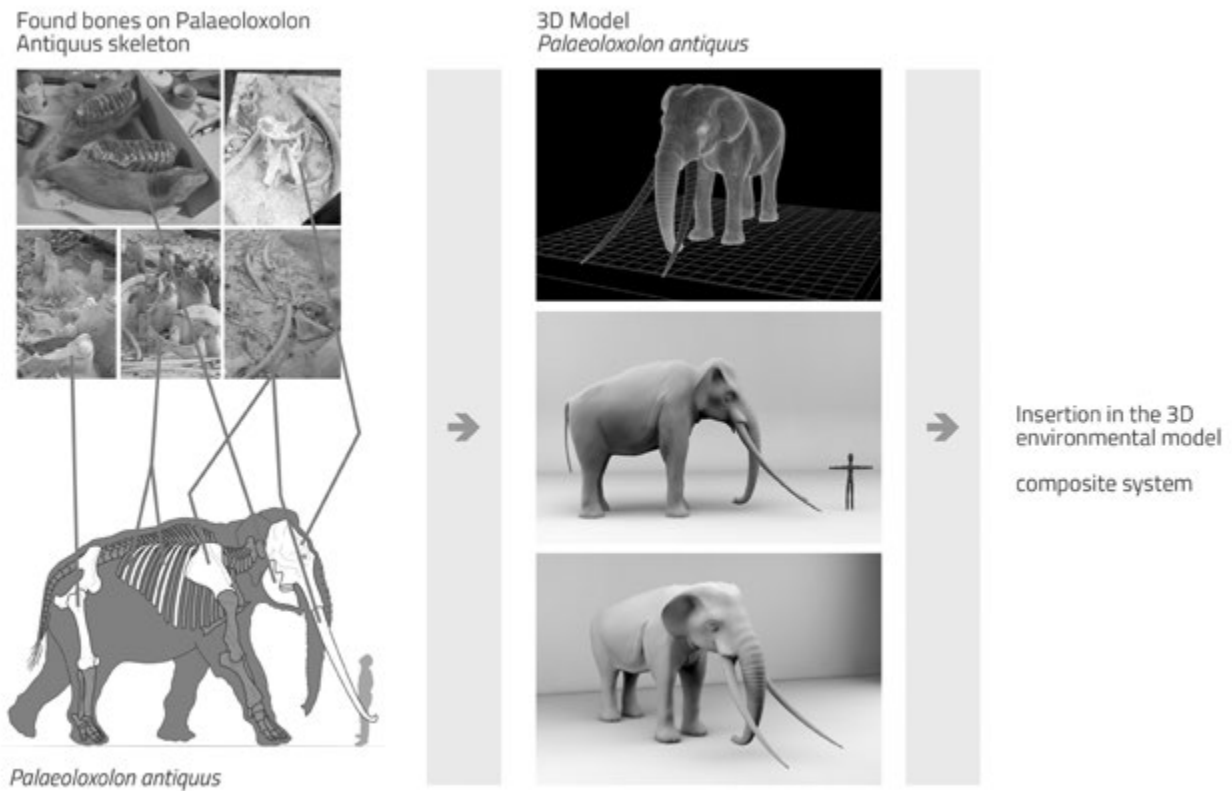 Found bones on Palaeoloxolon
Antiquus skeleton
3D Model
Palaeoloxolon antiquus
Insertion in the 3D
environmental model
composite system
Palaeoloxolon antiquus